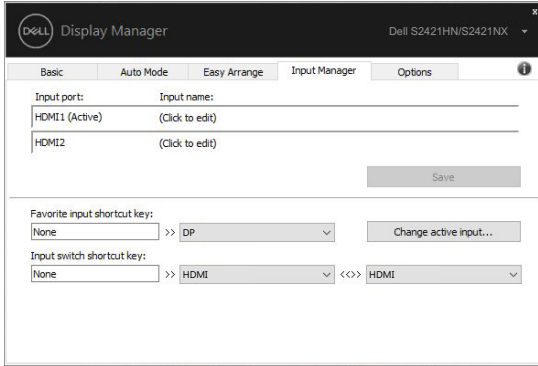 DELL Display Manager Dell S2421HN/S2421NX
Basic Auto Mode Easy Arrange Input Manager Options
Input port: Input name:
HDMI1 (Active) (Click to edit)
HDMI2 (Click to edit)
Save
Favorite input shortcut key:
None >> DP Change active input...
Input switch shortcut key:
None >> HDMI <<>> HDMI